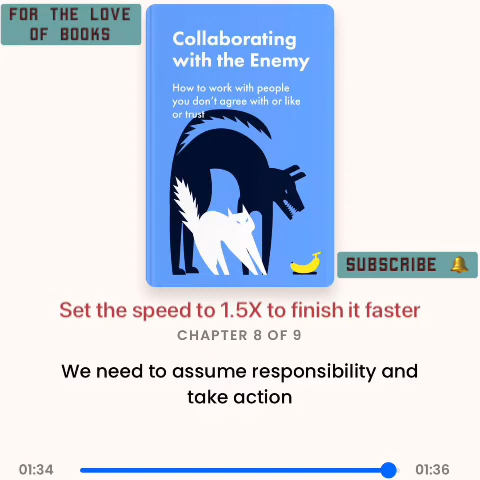 FOR THE LOVE
OF BOOKS
Collaborating
with the Enemy
How to work with people
you don't agree with or like
or trust
SUBSCRIBE 🔔
Set the speed to 1.5X to finish it faster
CHAPTER 8 OF 9
We need to assume responsibility and
take action
01:34
01:36